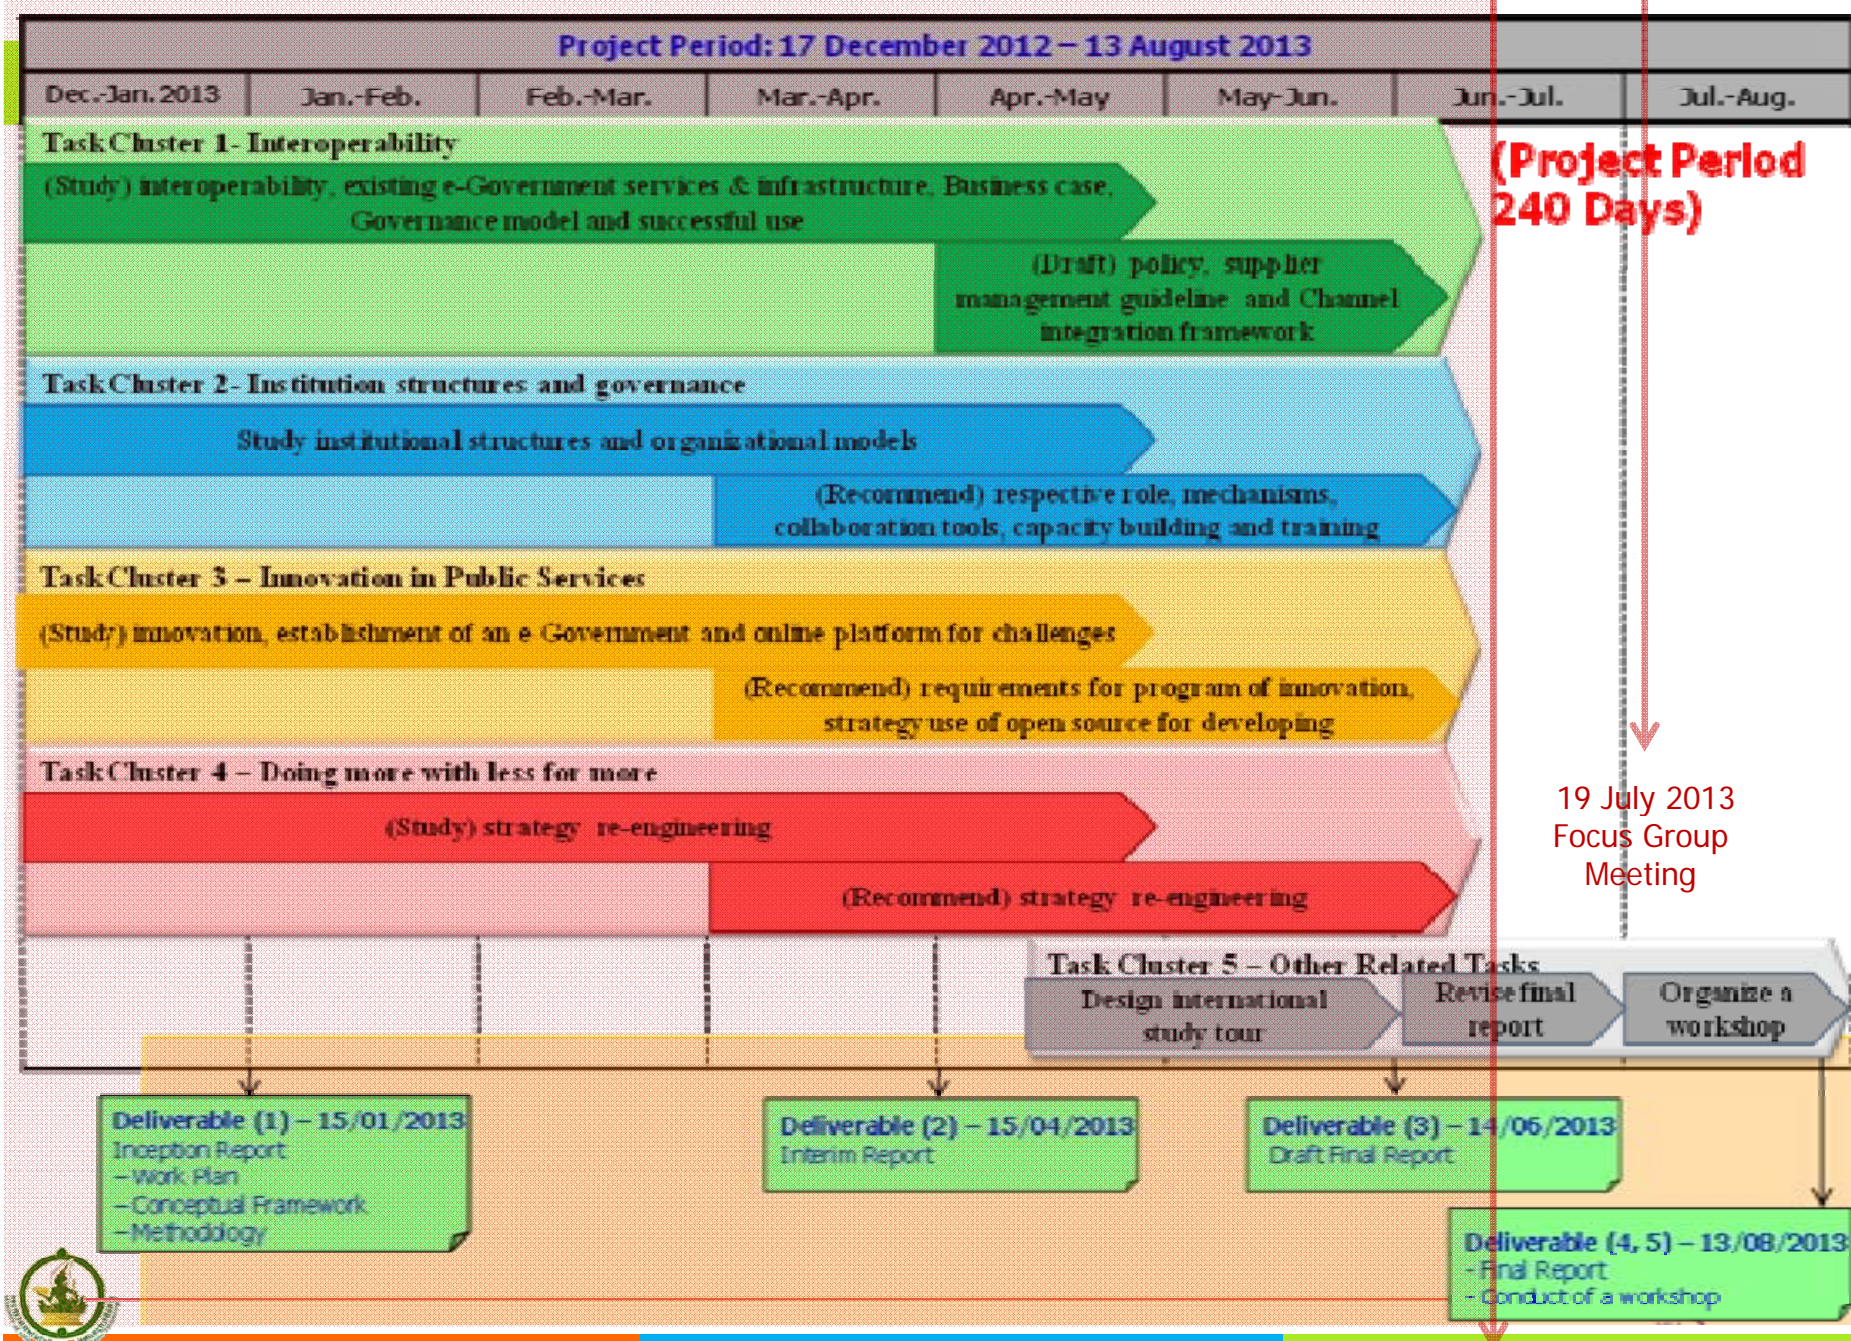 Project Period: 17 December 2012 – 13 August 2013
Dec.-Jan. 2013 Jan.-Feb. Feb.-Mar. Mar.-Apr. Apr.-May May-Jun. Jun.-Jul. Jul.-Aug.
(Project Period
240 Days)
Task Cluster 1- Interoperability
(Study) interoperability, existing e-Government services & infrastructure, Business case,
Governance model and successful use
(Draft) policy, supplier
management guideline and Channel
integration framework
Task Cluster 2- Institution structures and governance
Study institutional structures and organizational models
(Recommend) respective role, mechanisms,
collaboration tools, capacity building and training
Task Cluster 3 – Innovation in Public Services
(Study) innovation, establishment of an e-Government and online platform for challenges
(Recommend) requirements for program of innovation,
strategy use of open source for developing
Task Cluster 4 – Doing more with less for more
(Study) strategy re-engineering
(Recommend) strategy re-engineering
19 July 2013
Focus Group
Meeting
Task Cluster 5 – Other Related Tasks
Design international
study tour
Revise final
report
Organize a
workshop
Deliverable (1) – 15/01/2013
Inception Report
– Work Plan
– Conceptual Framework
– Methodology
Deliverable (2) – 15/04/2013
Interim Report
Deliverable (3) – 14/06/2013
Draft Final Report
Deliverable (4, 5) – 13/08/2013
- Final Report
- Conduct of a workshop